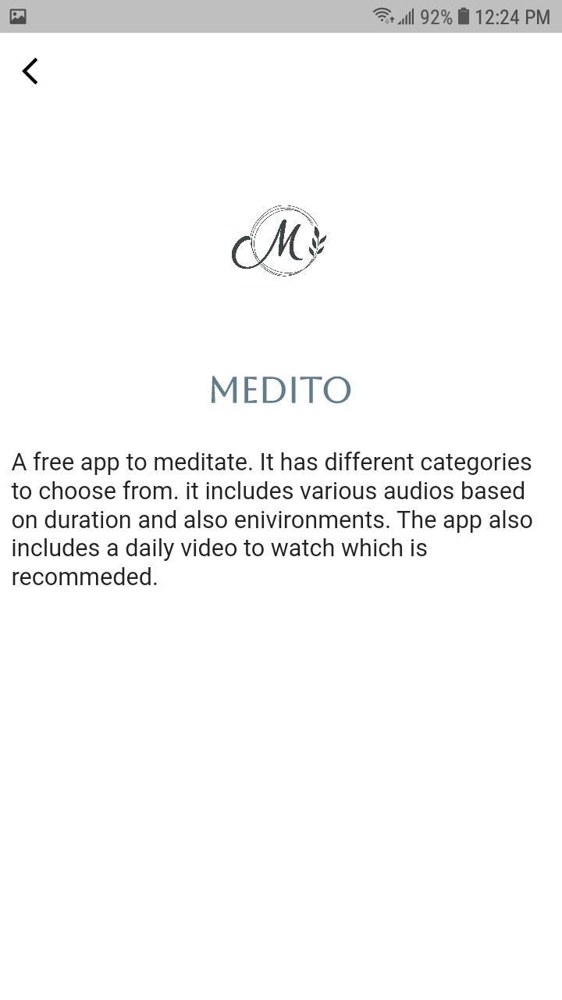 92% 12:24 PM
M
MEDITO
A free app to meditate. It has different categories
to choose from. it includes various audios based
on duration and also enivironments. The app also
includes a daily video to watch which is
recommeded.